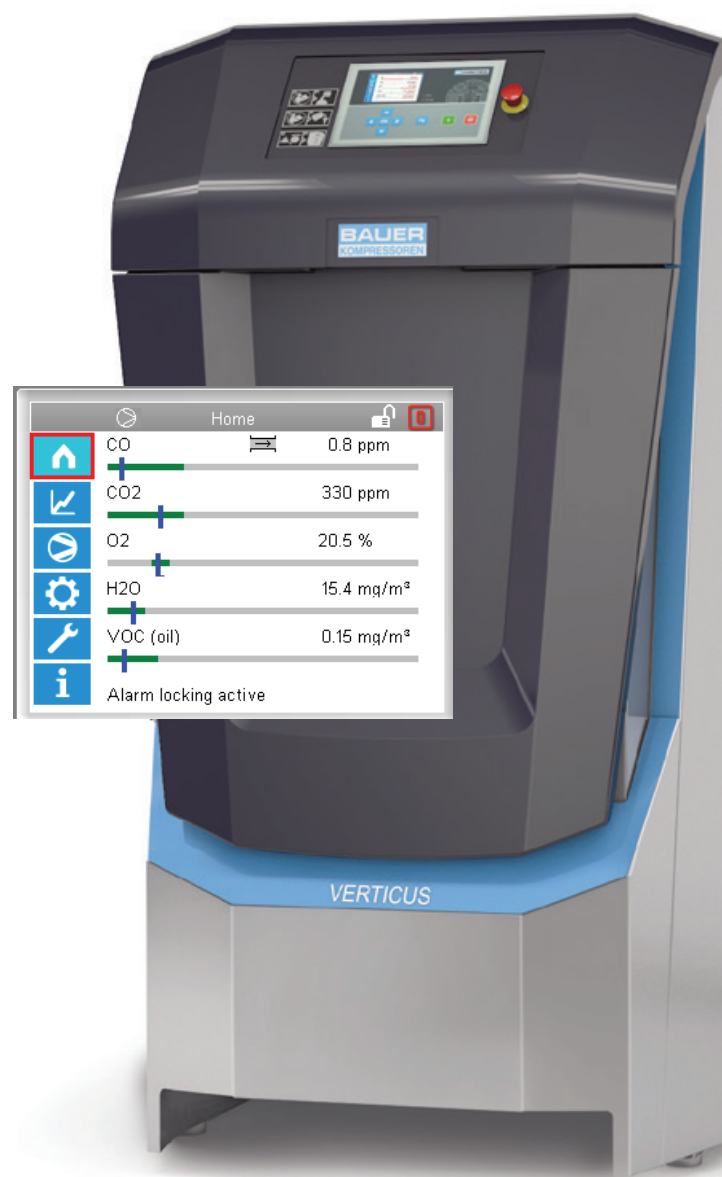 BAUER
KOMPRESSOREN
Home
CO 0.8 ppm
CO2 330 ppm
O2 20.5 %
H2O 15.4 mg/m³
VOC (oil) 0.15 mg/m³
Alarm locking active
VERTICUS